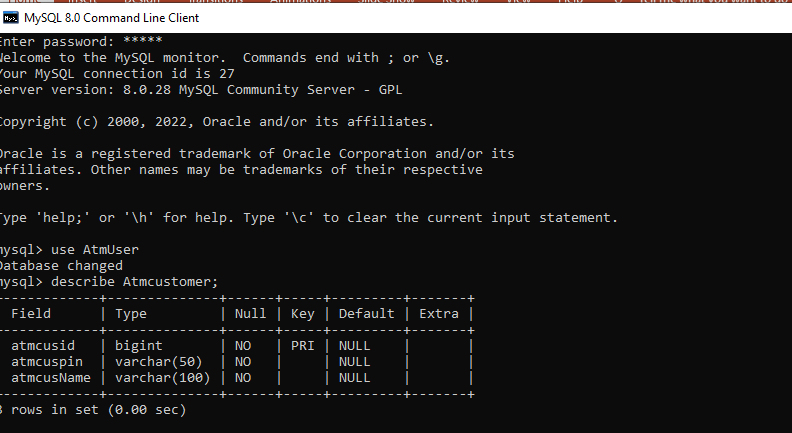 MySQL 8.0 Command Line Client
Enter password: *****
Welcome to the MySQL monitor.  Commands end with ; or \g.
Your MySQL connection id is 27
Server version: 8.0.28 MySQL Community Server - GPL
Copyright (c) 2000, 2022, Oracle and/or its affiliates.
Oracle is a registered trademark of Oracle Corporation and/or its
affiliates. Other names may be trademarks of their respective
owners.
Type 'help;' or '\h' for help. Type '\c' to clear the current input statement.
mysql> use AtmUser
Database changed
mysql> describe Atmcustomer;
+------------+--------------+------+-----+---------+-------+
| Field      | Type         | Null | Key | Default | Extra |
+------------+--------------+------+-----+---------+-------+
| atmcusid   | bigint       | NO   | PRI | NULL    |       |
| atmcuspin  | varchar(50)  | NO   |     | NULL    |       |
| atmcusName | varchar(100) | NO   |     | NULL    |       |
+------------+--------------+------+-----+---------+-------+
3 rows in set (0.00 sec)